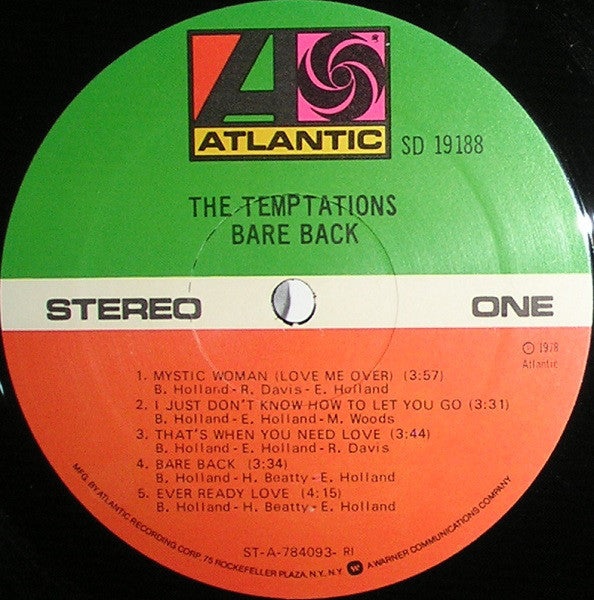 ATLANTIC
SD 19188
THE TEMPTATIONS
BARE BACK
STEREO
ONE
℗ 1978
Atlantic
1. MYSTIC WOMAN (LOVE ME OVER) (3:57)
B. Holland - R. Davis - E. Holland
2. I JUST DON'T KNOW HOW TO LET YOU GO (3:31)
B. Holland - E. Holland - M. Woods
3. THAT'S WHEN YOU NEED LOVE (3:44)
B. Holland - E. Holland - R. Davis
4. BARE BACK (3:34)
B. Holland - H. Beatty - E. Holland
5. EVER READY LOVE (4:15)
B. Holland - H. Beatty - E. Holland
ST-A-784093- RI
MFG. BY ATLANTIC RECORDING CORP. 75 ROCKEFELLER PLAZA, N.Y., N.Y. W A WARNER COMMUNICATIONS COMPANY